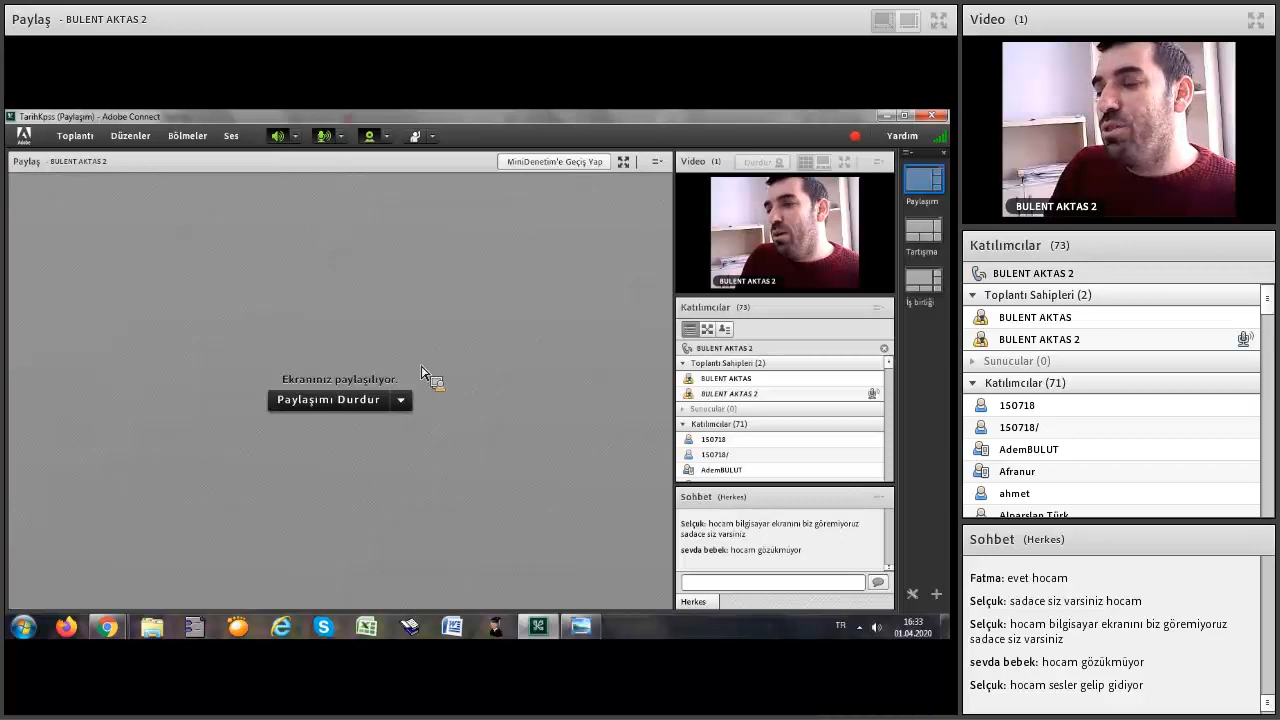 Paylaş - BULENT AKTAS 2
TarihKpss (Paylaşım) - Adobe Connect
Adobe
Toplantı Düzenler Bölmeler Ses Yardım
Paylaş - BULENT AKTAS 2
MiniDenetim'e Geçiş Yap
Ekranınız paylaşılıyor.
Paylaşımı Durdur
Video (1) Durdur
BULENT AKTAS 2
Katılımcılar (73)
BULENT AKTAS 2
Toplantı Sahipleri (2)
BULENT AKTAS
BULENT AKTAS 2
Sunucular (0)
Katılımcılar (71)
150718
150718/
AdemBULUT
Sohbet (Herkes)
Selçuk: hocam bilgisayar ekranını biz göremiyoruz
sadace siz varsiniz
sevda bebek: hocam gözükmüyor
Herkes
Paylaşım
Tartışma
İş birliği
TR
16:33
01.04.2020
Video (1)
BULENT AKTAS 2
Katılımcılar (73)
BULENT AKTAS 2
Toplantı Sahipleri (2)
BULENT AKTAS
BULENT AKTAS 2
Sunucular (0)
Katılımcılar (71)
150718
150718/
AdemBULUT
Afranur
ahmet
Alparslan Türk
Sohbet (Herkes)
Fatma: evet hocam
Selçuk: sadace siz varsiniz hocam
Selçuk: hocam bilgisayar ekranını biz göremiyoruz
sadace siz varsiniz
sevda bebek: hocam gözükmüyor
Selçuk: hocam sesler gelip gidiyor